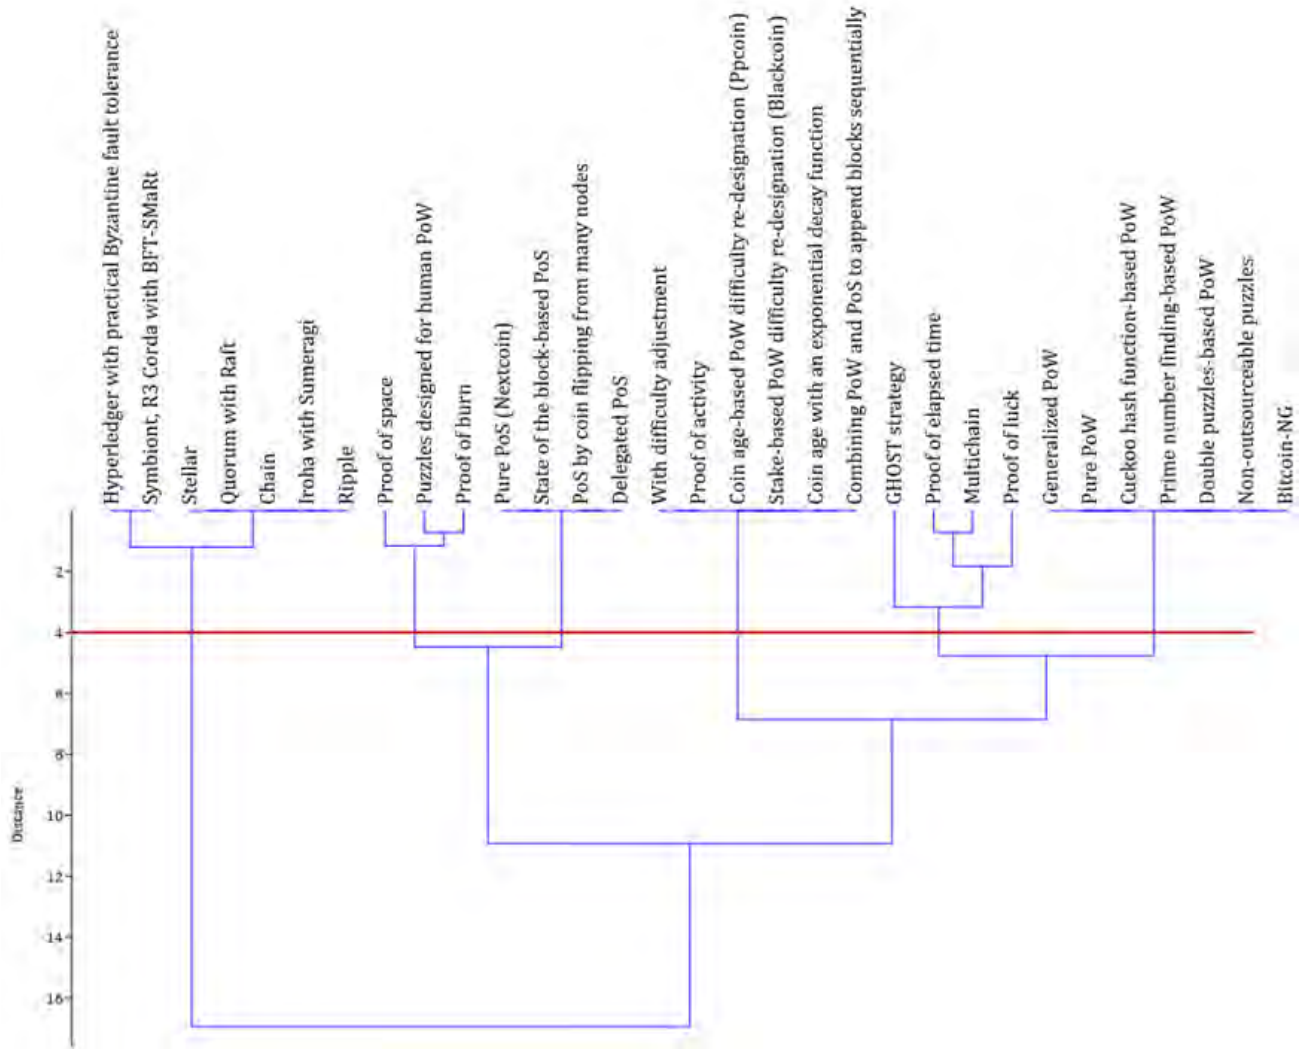 Hyperledger with practical Byzantine fault tolerance
Symbiont, R3 Corda with BFT-SMaRt
Stellar
Quorum with Raft
Chain
Iroha with Sumeragi
Ripple
Proof of space
Puzzles designed for human PoW
Proof of burn
Pure PoS (Nextcoin)
State of the block-based PoS
PoS by coin flipping from many nodes
Delegated PoS
With difficulty adjustment
Proof of activity
Coin age-based PoW difficulty re-designation (Ppcoin)
Stake-based PoW difficulty re-designation (Blackcoin)
Coin age with an exponential decay function
Combining PoW and PoS to append blocks sequentially
GHOST strategy
Proof of elapsed time
Multichain
Proof of luck
Generalized PoW
Pure PoW
Cuckoo hash function-based PoW
Prime number finding-based PoW
Double puzzles-based PoW
Non-outsourceable puzzles
Bitcoin-NG
2
4
6
8
10
12
14
16
Distance